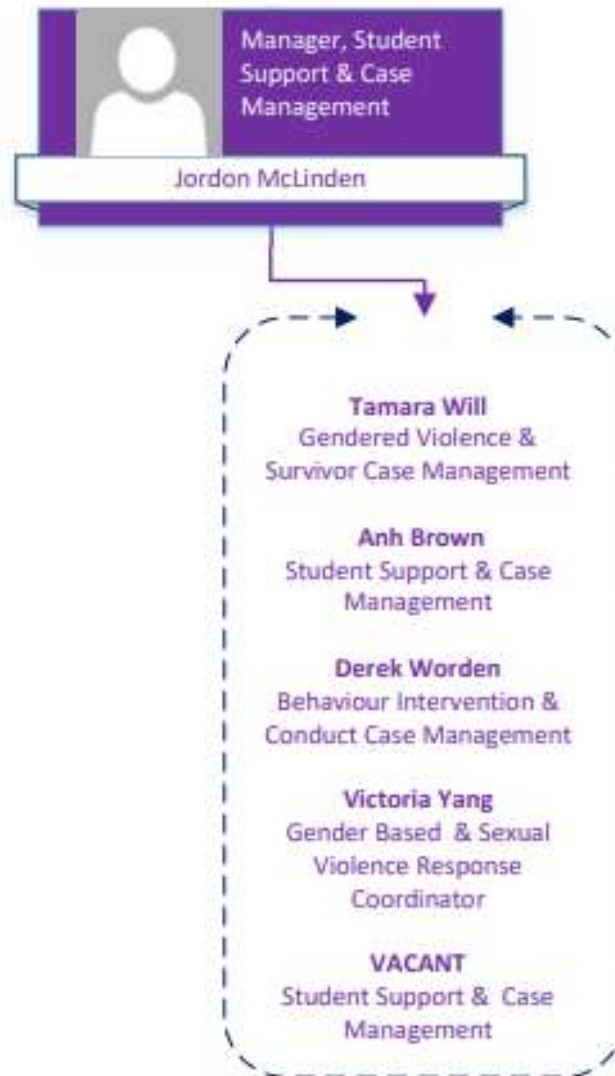 Manager, Student
Support & Case
Management
Jordon McLinden
Tamara Will
Gendered Violence &
Survivor Case Management
Anh Brown
Student Support & Case
Management
Derek Worden
Behaviour Intervention &
Conduct Case Management
Victoria Yang
Gender Based & Sexual
Violence Response
Coordinator
VACANT
Student Support & Case
Management